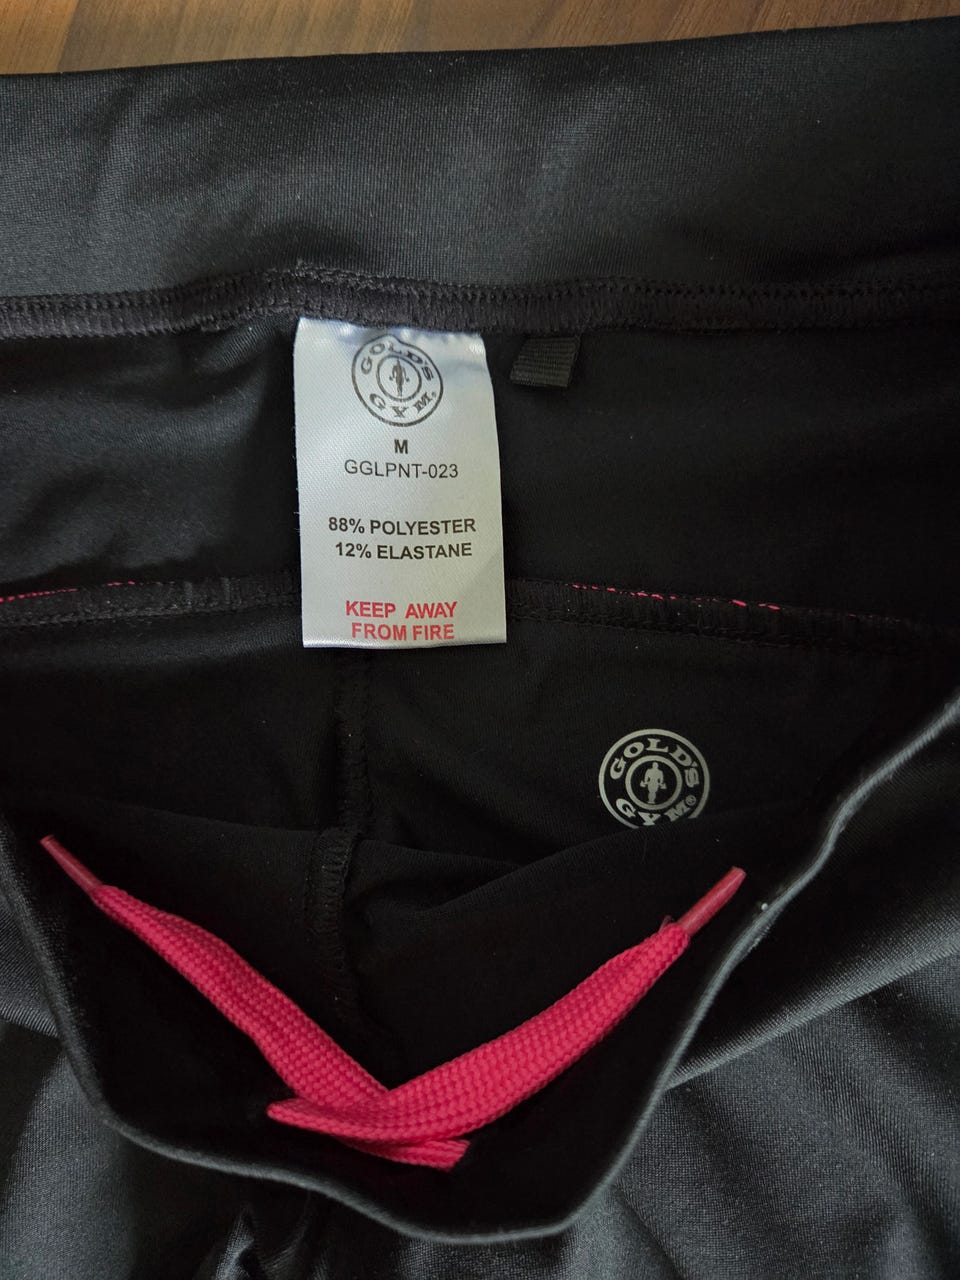 GOLD'S
GYM®
M
GGLPNT-023
88% POLYESTER
12% ELASTANE
KEEP AWAY
FROM FIRE
GOLD'S
GYM®